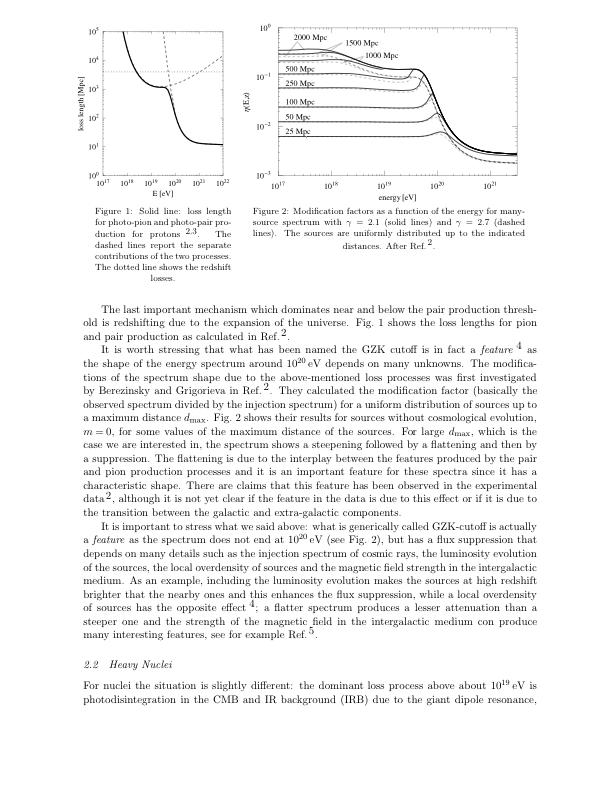 10^5
10^4
10^3
10^2
10^1
10^0
loss length [Mpc]
10^17 10^18 10^19 10^20 10^21 10^22
E [eV]
10^0
10^-1
10^-2
10^-3
η(E,z)
2000 Mpc
1500 Mpc
1000 Mpc
500 Mpc
250 Mpc
100 Mpc
50 Mpc
25 Mpc
10^17 10^18 10^19 10^20 10^21
energy [eV]
Figure 1: Solid line: loss length
for photo-pion and photo-pair pro-
duction for protons 2,3. The
dashed lines report the separate
contributions of the two processes.
The dotted line shows the redshift
losses.
Figure 2: Modification factors as a function of the energy for many-
source spectrum with γ = 2.1 (solid lines) and γ = 2.7 (dashed
lines). The sources are uniformly distributed up to the indicated
distances. After Ref. 2.
The last important mechanism which dominates near and below the pair production thresh-
old is redshifting due to the expansion of the universe. Fig. 1 shows the loss lengths for pion
and pair production as calculated in Ref. 2.
It is worth stressing that what has been named the GZK cutoff is in fact a feature 4 as
the shape of the energy spectrum around 10^20 eV depends on many unknowns. The modifica-
tions of the spectrum shape due to the above-mentioned loss processes was first investigated
by Berezinsky and Grigorieva in Ref. 2. They calculated the modification factor (basically the
observed spectrum divided by the injection spectrum) for a uniform distribution of sources up to
a maximum distance d_max. Fig. 2 shows their results for sources without cosmological evolution,
m = 0, for some values of the maximum distance of the sources. For large d_max, which is the
case we are interested in, the spectrum shows a steepening followed by a flattening and then by
a suppression. The flattening is due to the interplay between the features produced by the pair
and pion production processes and it is an important feature for these spectra since it has a
characteristic shape. There are claims that this feature has been observed in the experimental
data 2, although it is not yet clear if the feature in the data is due to this effect or if it is due to
the transition between the galactic and extra-galactic components.
It is important to stress what we said above: what is generically called GZK-cutoff is actually
a feature as the spectrum does not end at 10^20 eV (see Fig. 2), but has a flux suppression that
depends on many details such as the injection spectrum of cosmic rays, the luminosity evolution
of the sources, the local overdensity of sources and the magnetic field strength in the intergalactic
medium. As an example, including the luminosity evolution makes the sources at high redshift
brighter that the nearby ones and this enhances the flux suppression, while a local overdensity
of sources has the opposite effect 4; a flatter spectrum produces a lesser attenuation than a
steeper one and the strength of the magnetic field in the intergalactic medium con produce
many interesting features, see for example Ref. 5.
2.2 Heavy Nuclei
For nuclei the situation is slightly different: the dominant loss process above about 10^19 eV is
photodisintegration in the CMB and IR background (IRB) due to the giant dipole resonance,